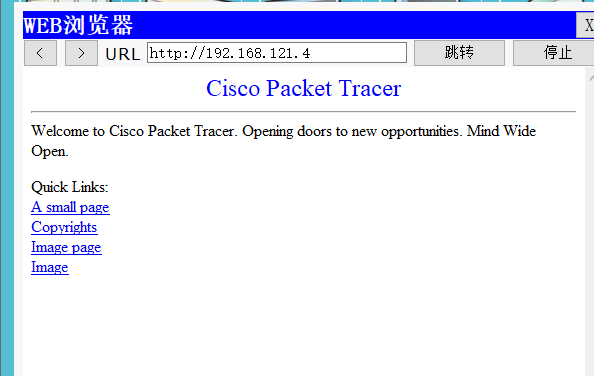 WEB浏览器
X
< > URL http://192.168.121.4 跳转 停止
Cisco Packet Tracer
Welcome to Cisco Packet Tracer. Opening doors to new opportunities. Mind Wide
Open.
Quick Links:
A small page
Copyrights
Image page
Image